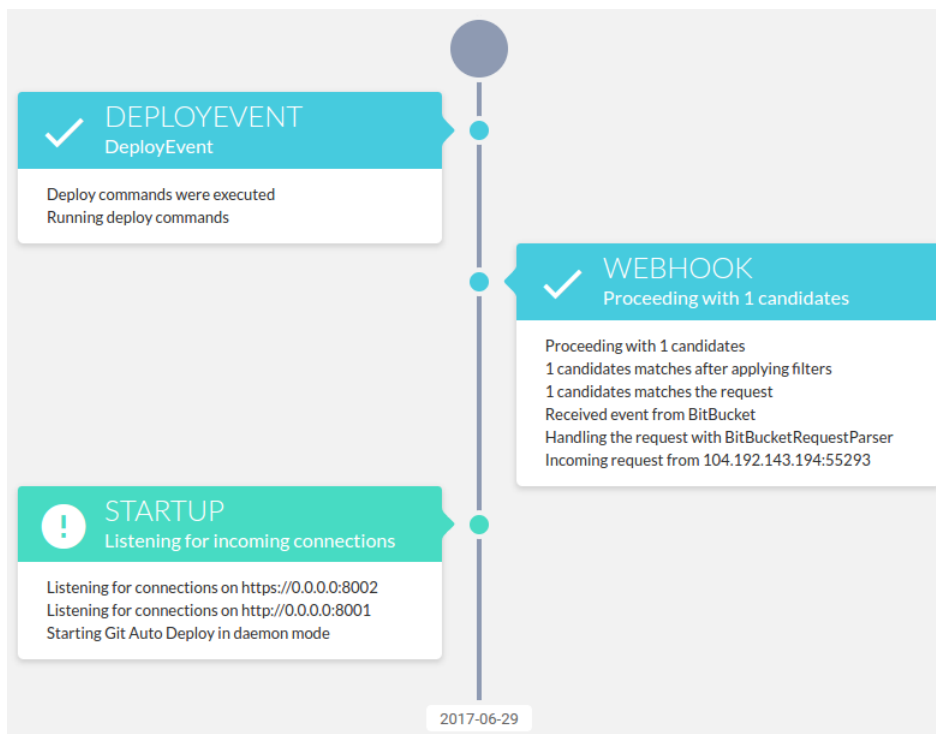 DEPLOYEVENT
DeployEvent
Deploy commands were executed
Running deploy commands
WEBHOOK
Proceeding with 1 candidates
Proceeding with 1 candidates
1 candidates matches after applying filters
1 candidates matches the request
Received event from BitBucket
Handling the request with BitBucketRequestParser
Incoming request from 104.192.143.194:55293
STARTUP
Listening for incoming connections
Listening for connections on https://0.0.0.0:8002
Listening for connections on http://0.0.0.0:8001
Starting Git Auto Deploy in daemon mode
2017-06-29